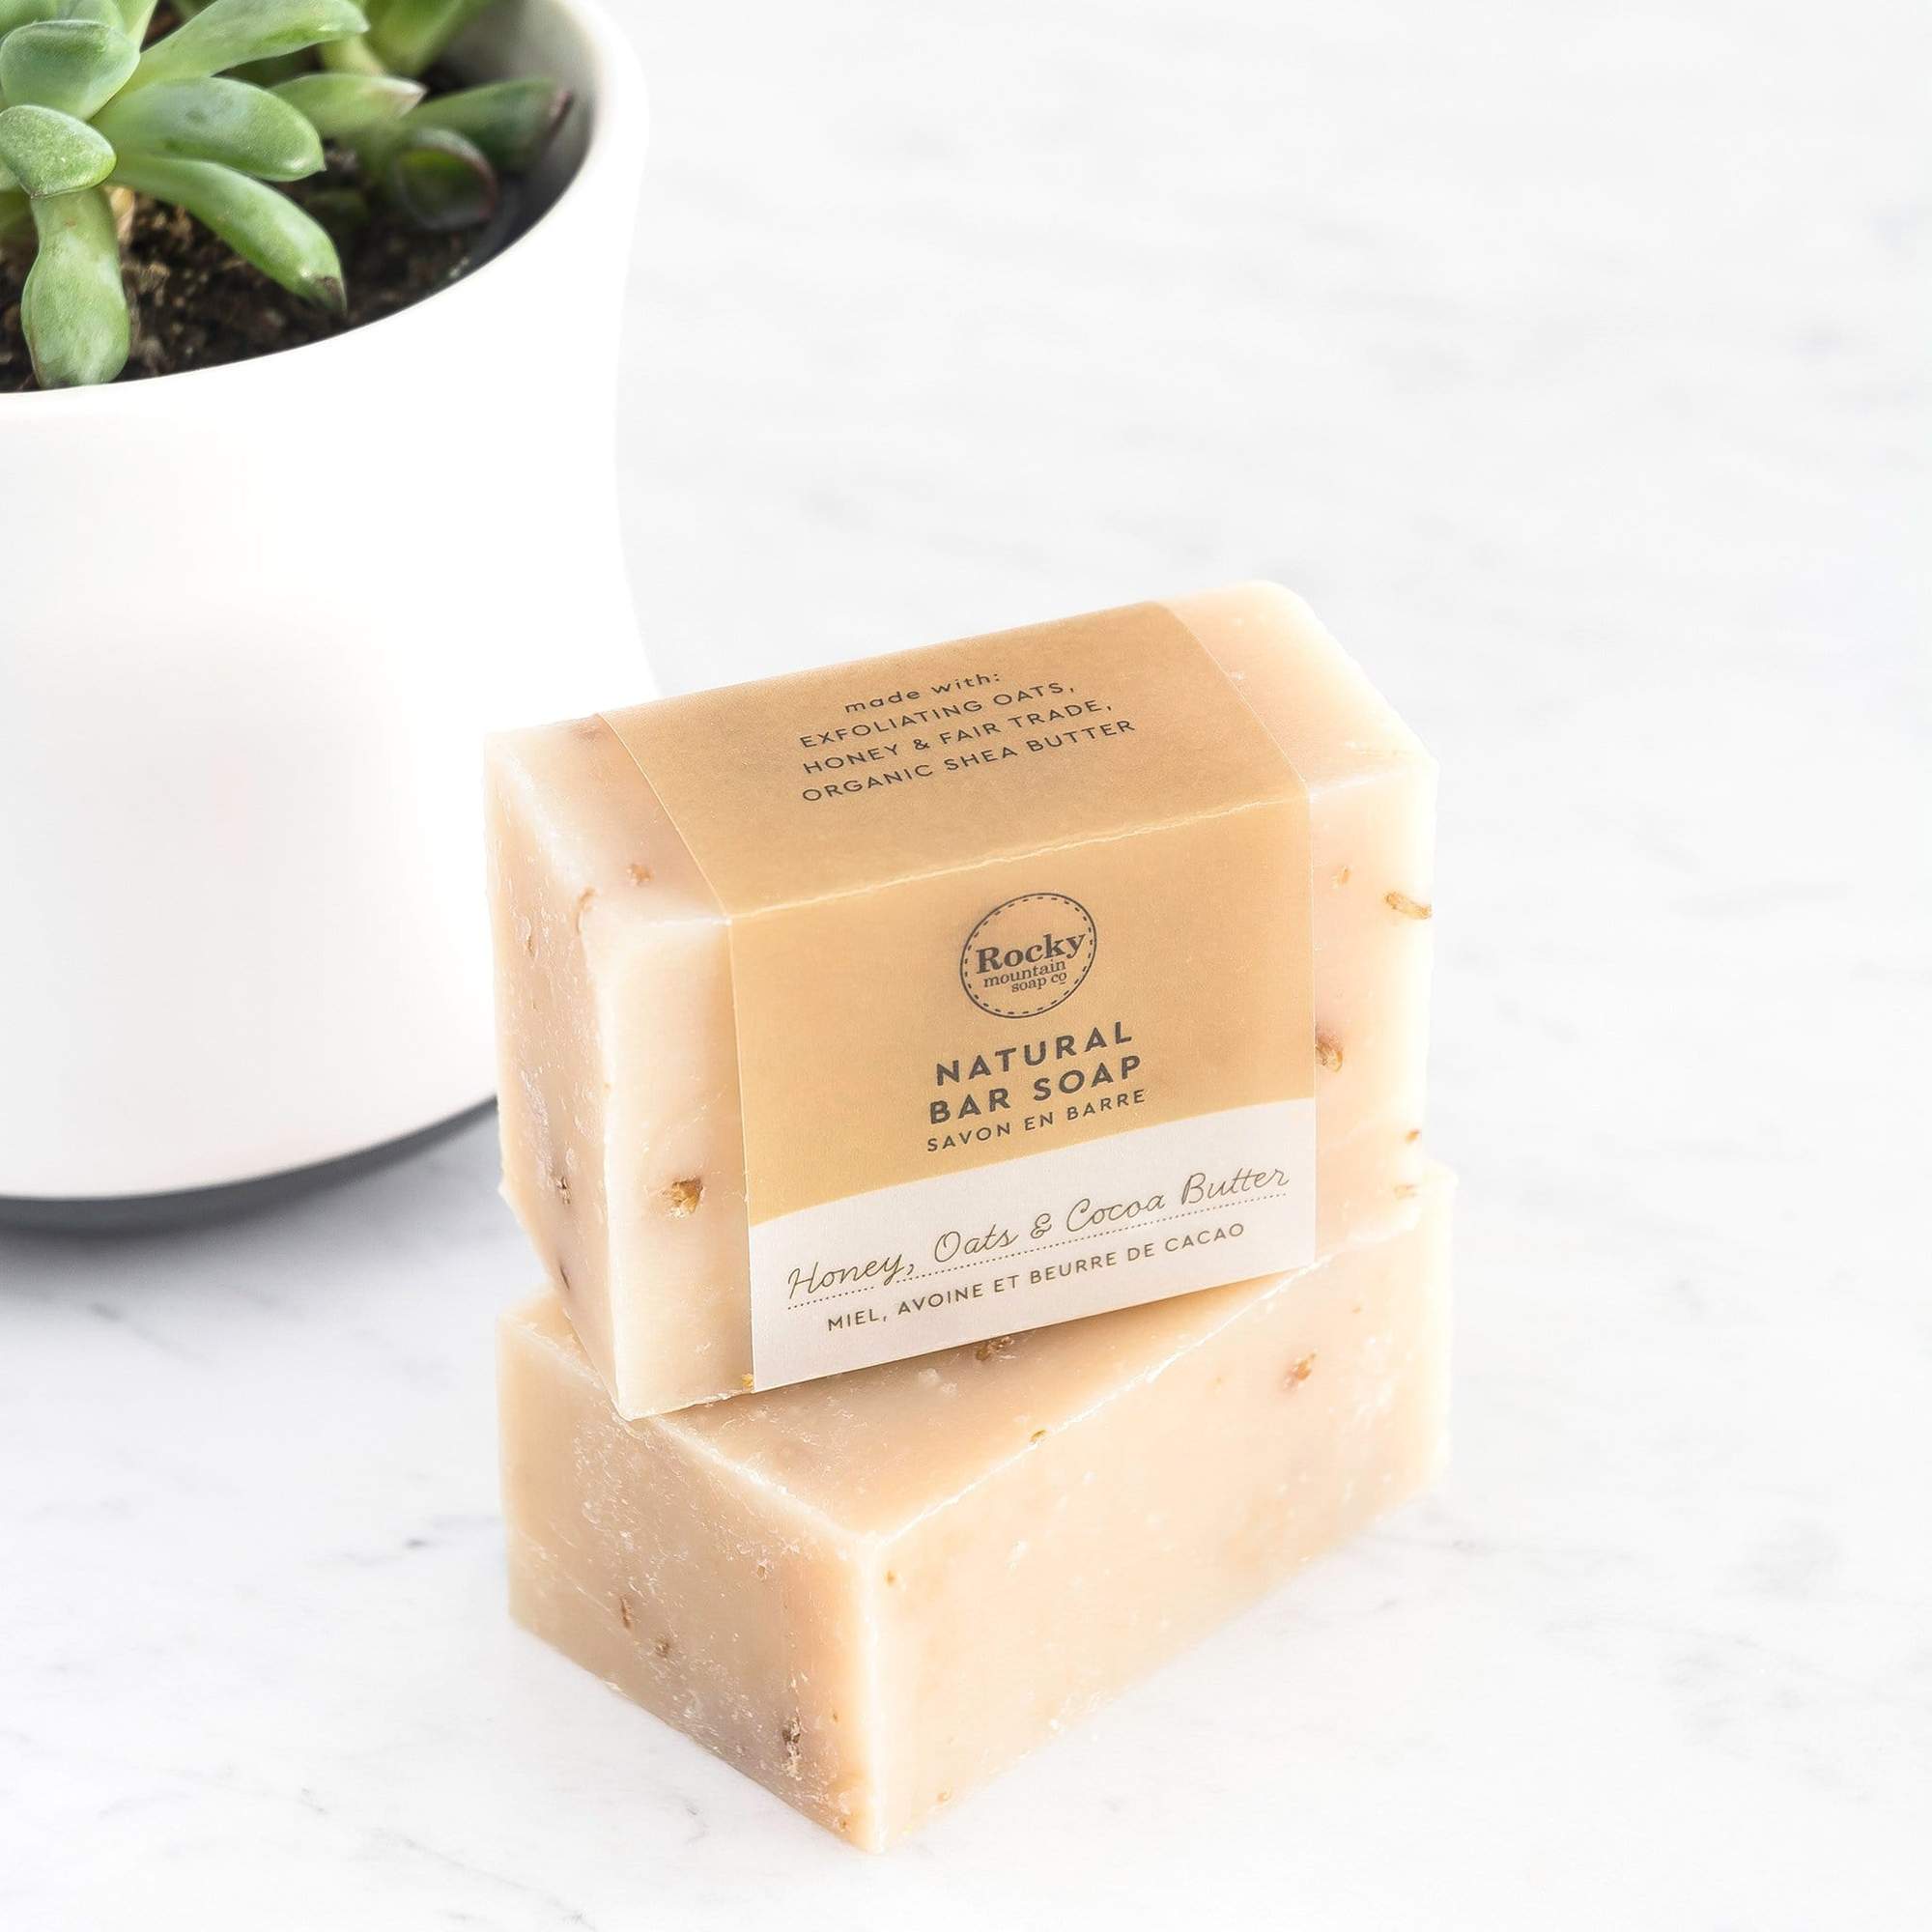 made with:
EXFOLIATING OATS,
HONEY & FAIR TRADE,
ORGANIC SHEA BUTTER
Rocky
mountain
soap co
NATURAL
BAR SOAP
SAVON EN BARRE
Honey, Oats & Cocoa Butter
MIEL, AVOINE ET BEURRE DE CACAO